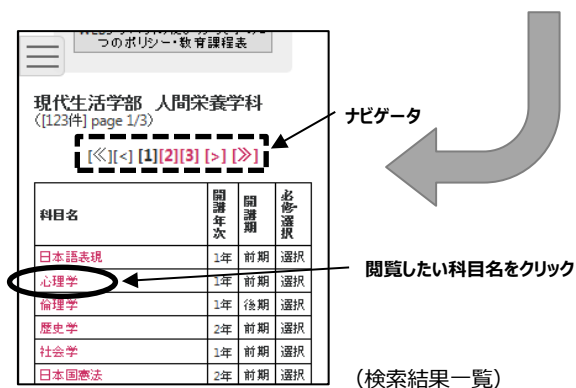 つのポリシー・教育課程表
現代生活学部 人間栄養学科
([123件] page 1/3)
[≪][<] [1][2][3] [>] [≫]
ナビゲータ
科目名 開講年次 開講期 必修・選択
日本語表現 1年 前期 選択
心理学 1年 前期 選択
倫理学 1年 後期 選択
歴史学 2年 前期 選択
社会学 1年 前期 選択
日本国憲法 2年 前期 選択
閲覧したい科目名をクリック
(検索結果一覧)